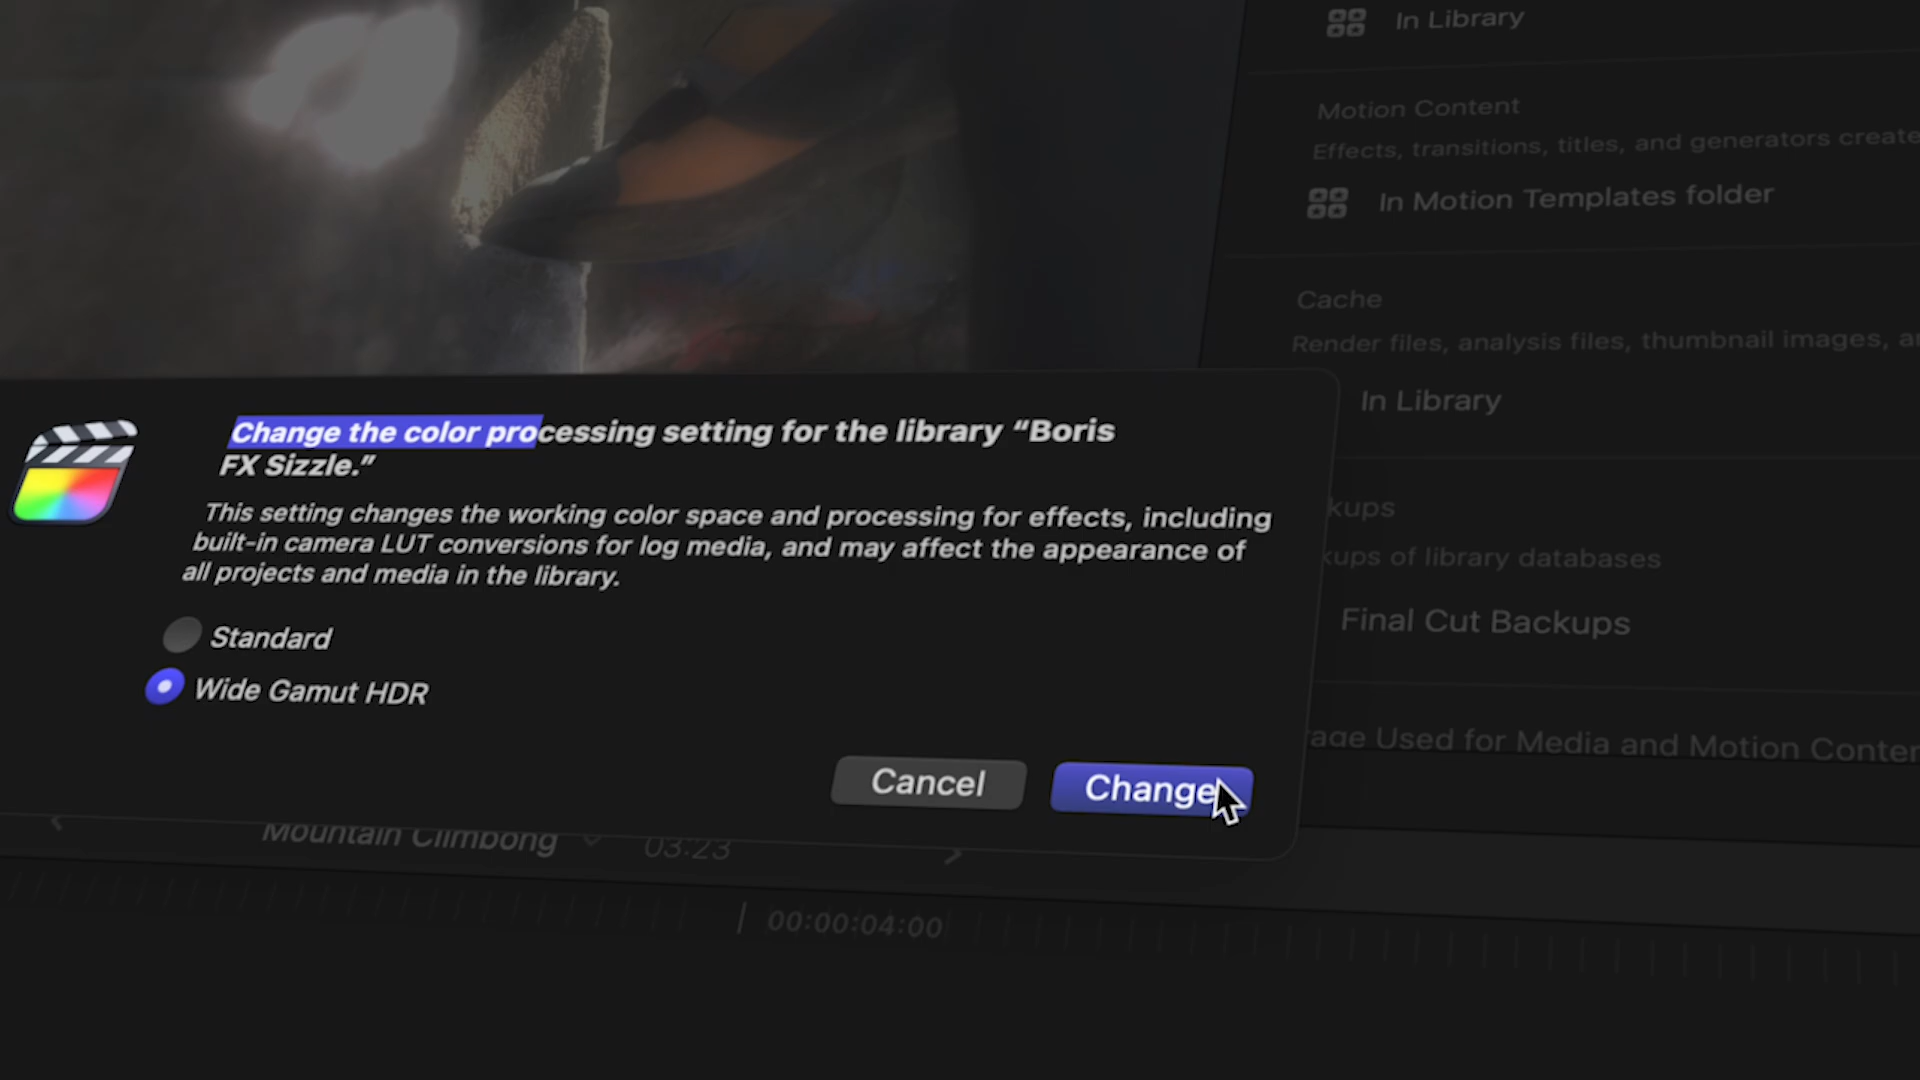 In Library
Motion Content
Effects, transitions, titles, and generators create
In Motion Templates folder
Cache
Render files, analysis files, thumbnail images,
In Library
Change the color processing setting for the library “Boris
FX Sizzle.”
This setting changes the working color space and processing for effects, including
built-in camera LUT conversions for log media, and may affect the appearance of
all projects and media in the library.
Standard
Wide Gamut HDR
Cancel
Change
kups
kups of library databases
Final Cut Backups
rage Used for Media and Motion Conten
Mountain Climbong
03:23
00:00:04:00